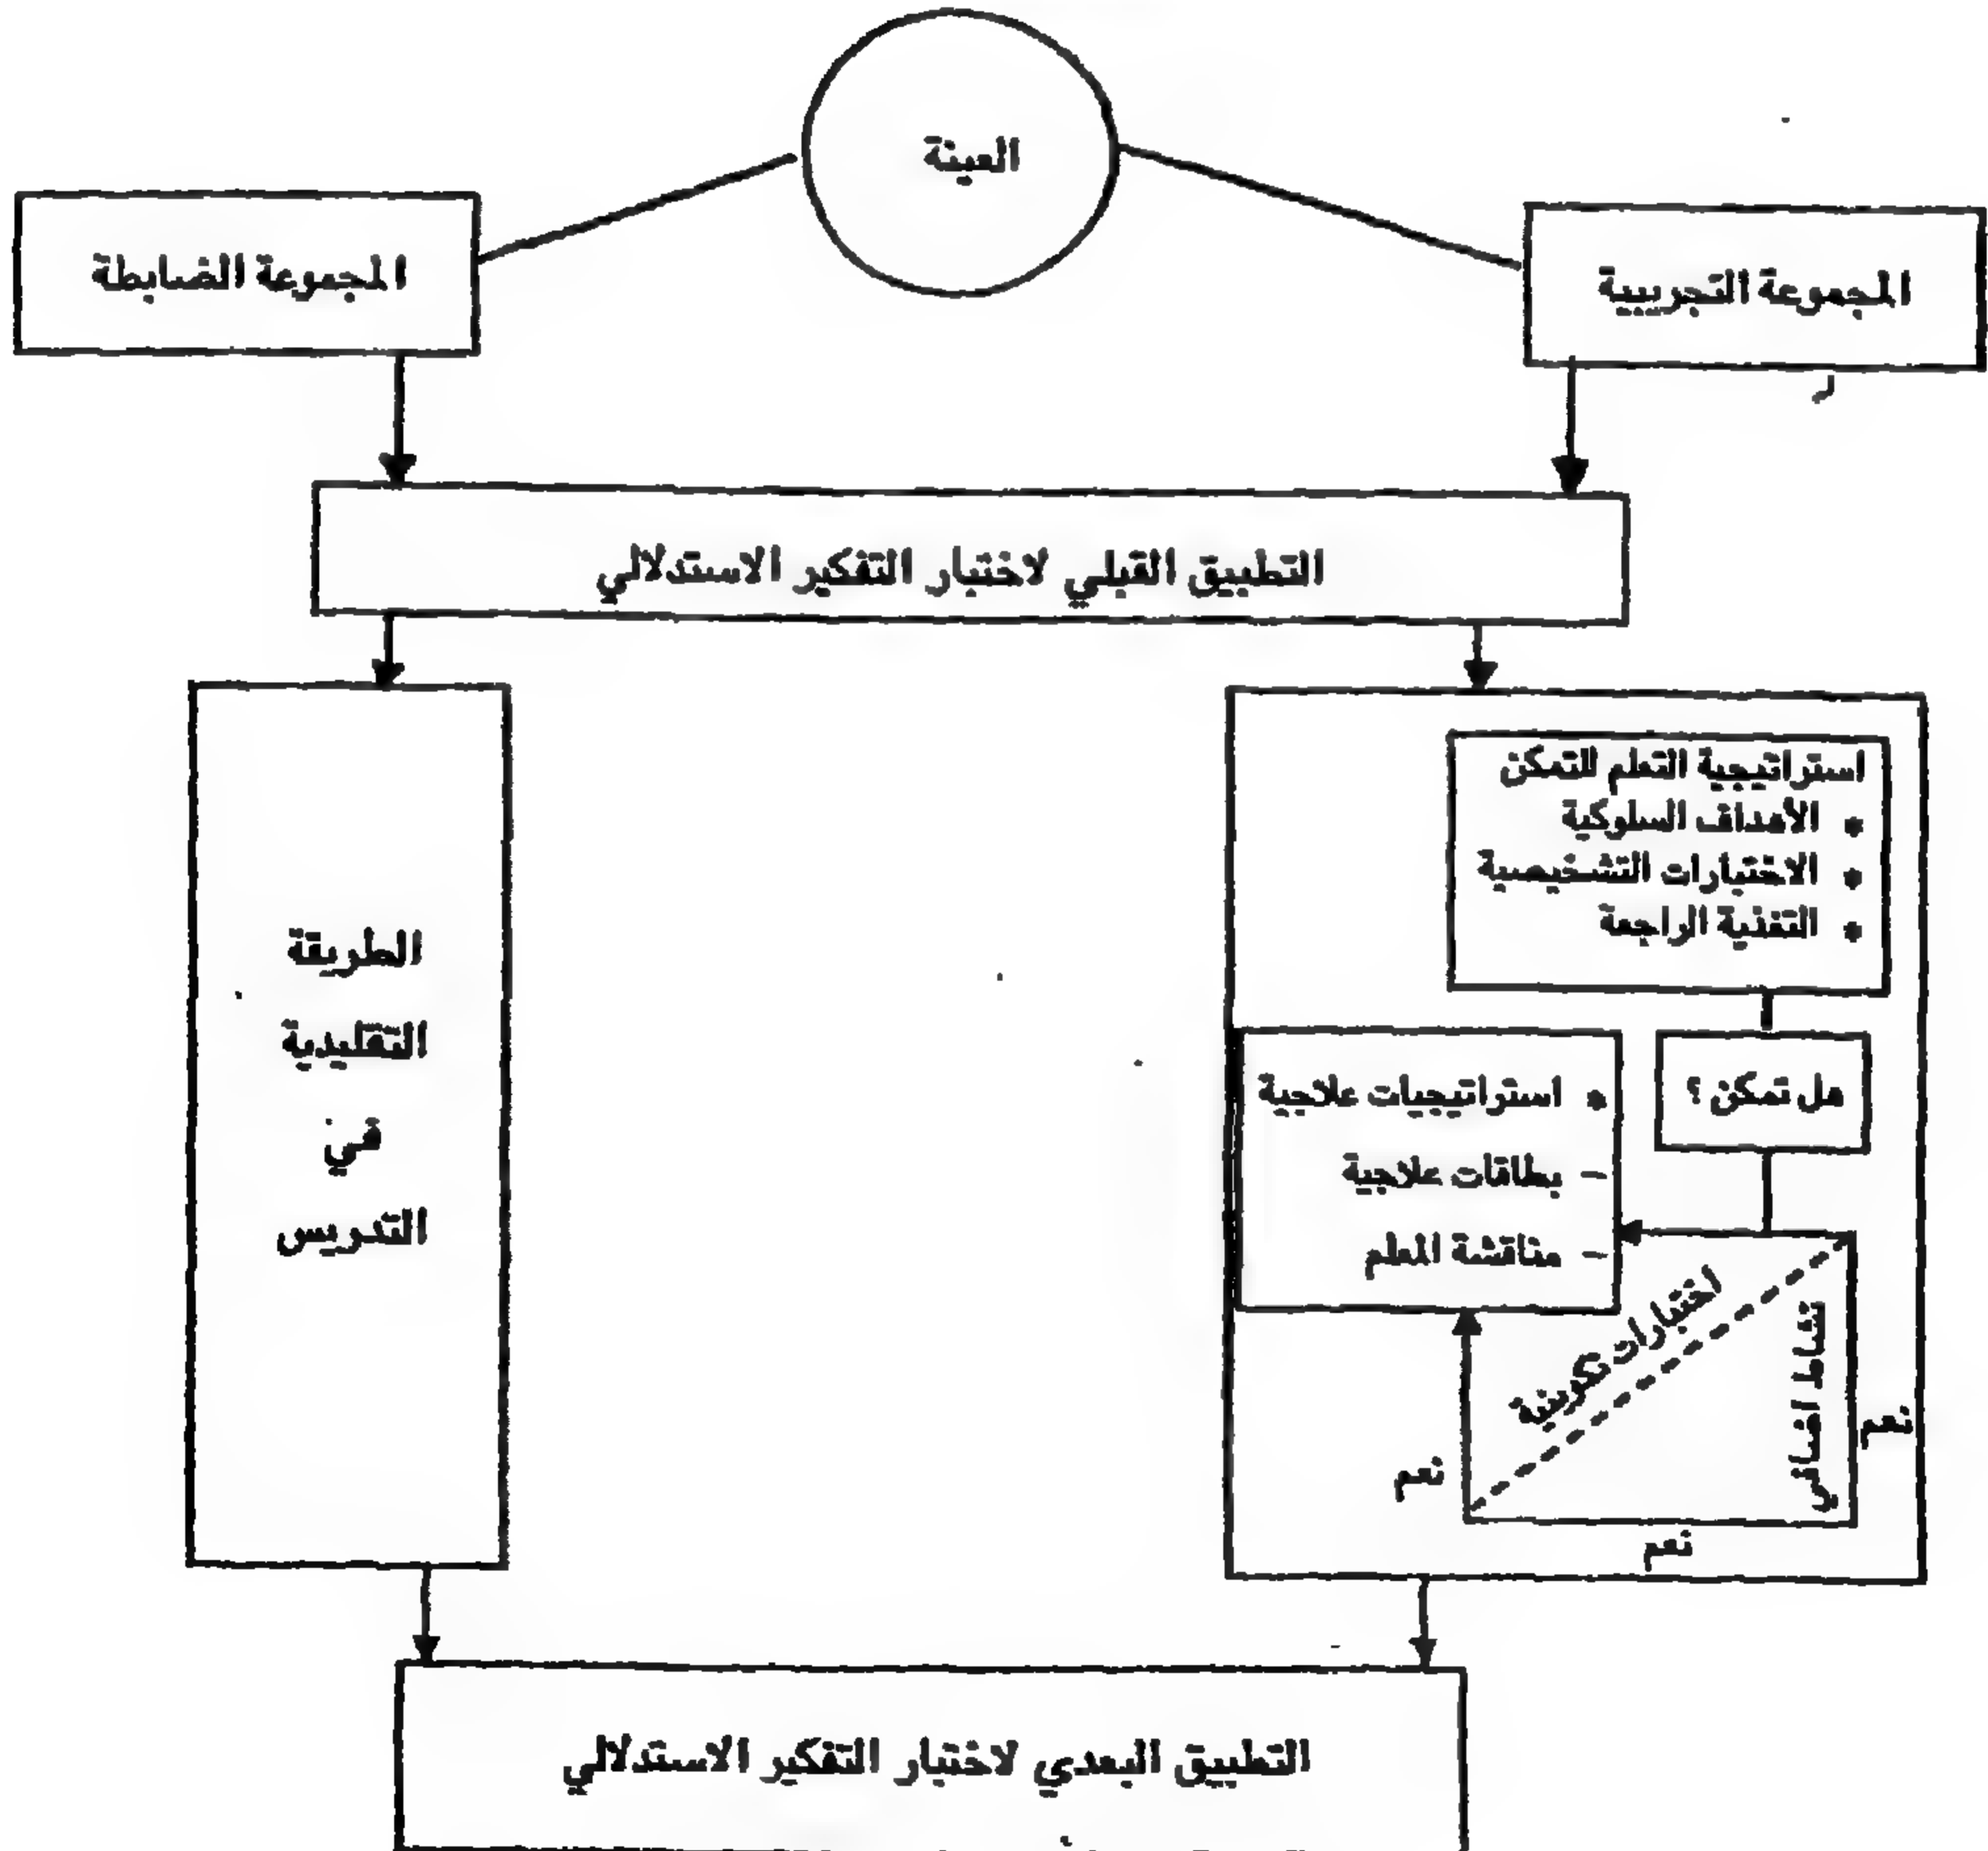 العينة
المجموعة التجريبية
المجموعة الضابطة
التطبيق القبلي لاختبار التفكير الاستدلالي
استراتيجية التعلم للتمكن
• الأهداف السلوكية
• الاختبارات التشخيصية
• التغذية الراجعة
هل تمكن ؟
• استراتيجيات علاجية
– بطاقات علاجية
– مناقشة المعلم
اختبارات تكوينية
نشاط اضافي
نعم
نعم
نعم
الطريقة
التقليدية
في
التدريس
التطبيق البعدي لاختبار التفكير الاستدلالي